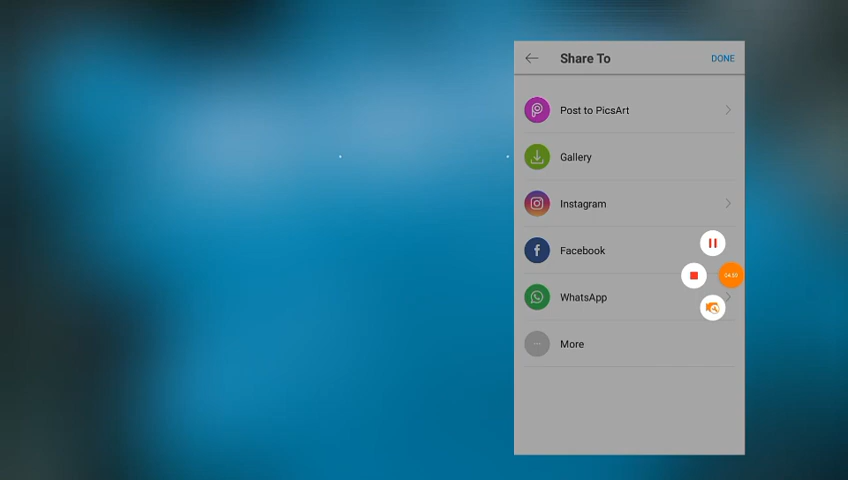 Share To
DONE
Post to PicsArt
Gallery
Instagram
Facebook
WhatsApp
More